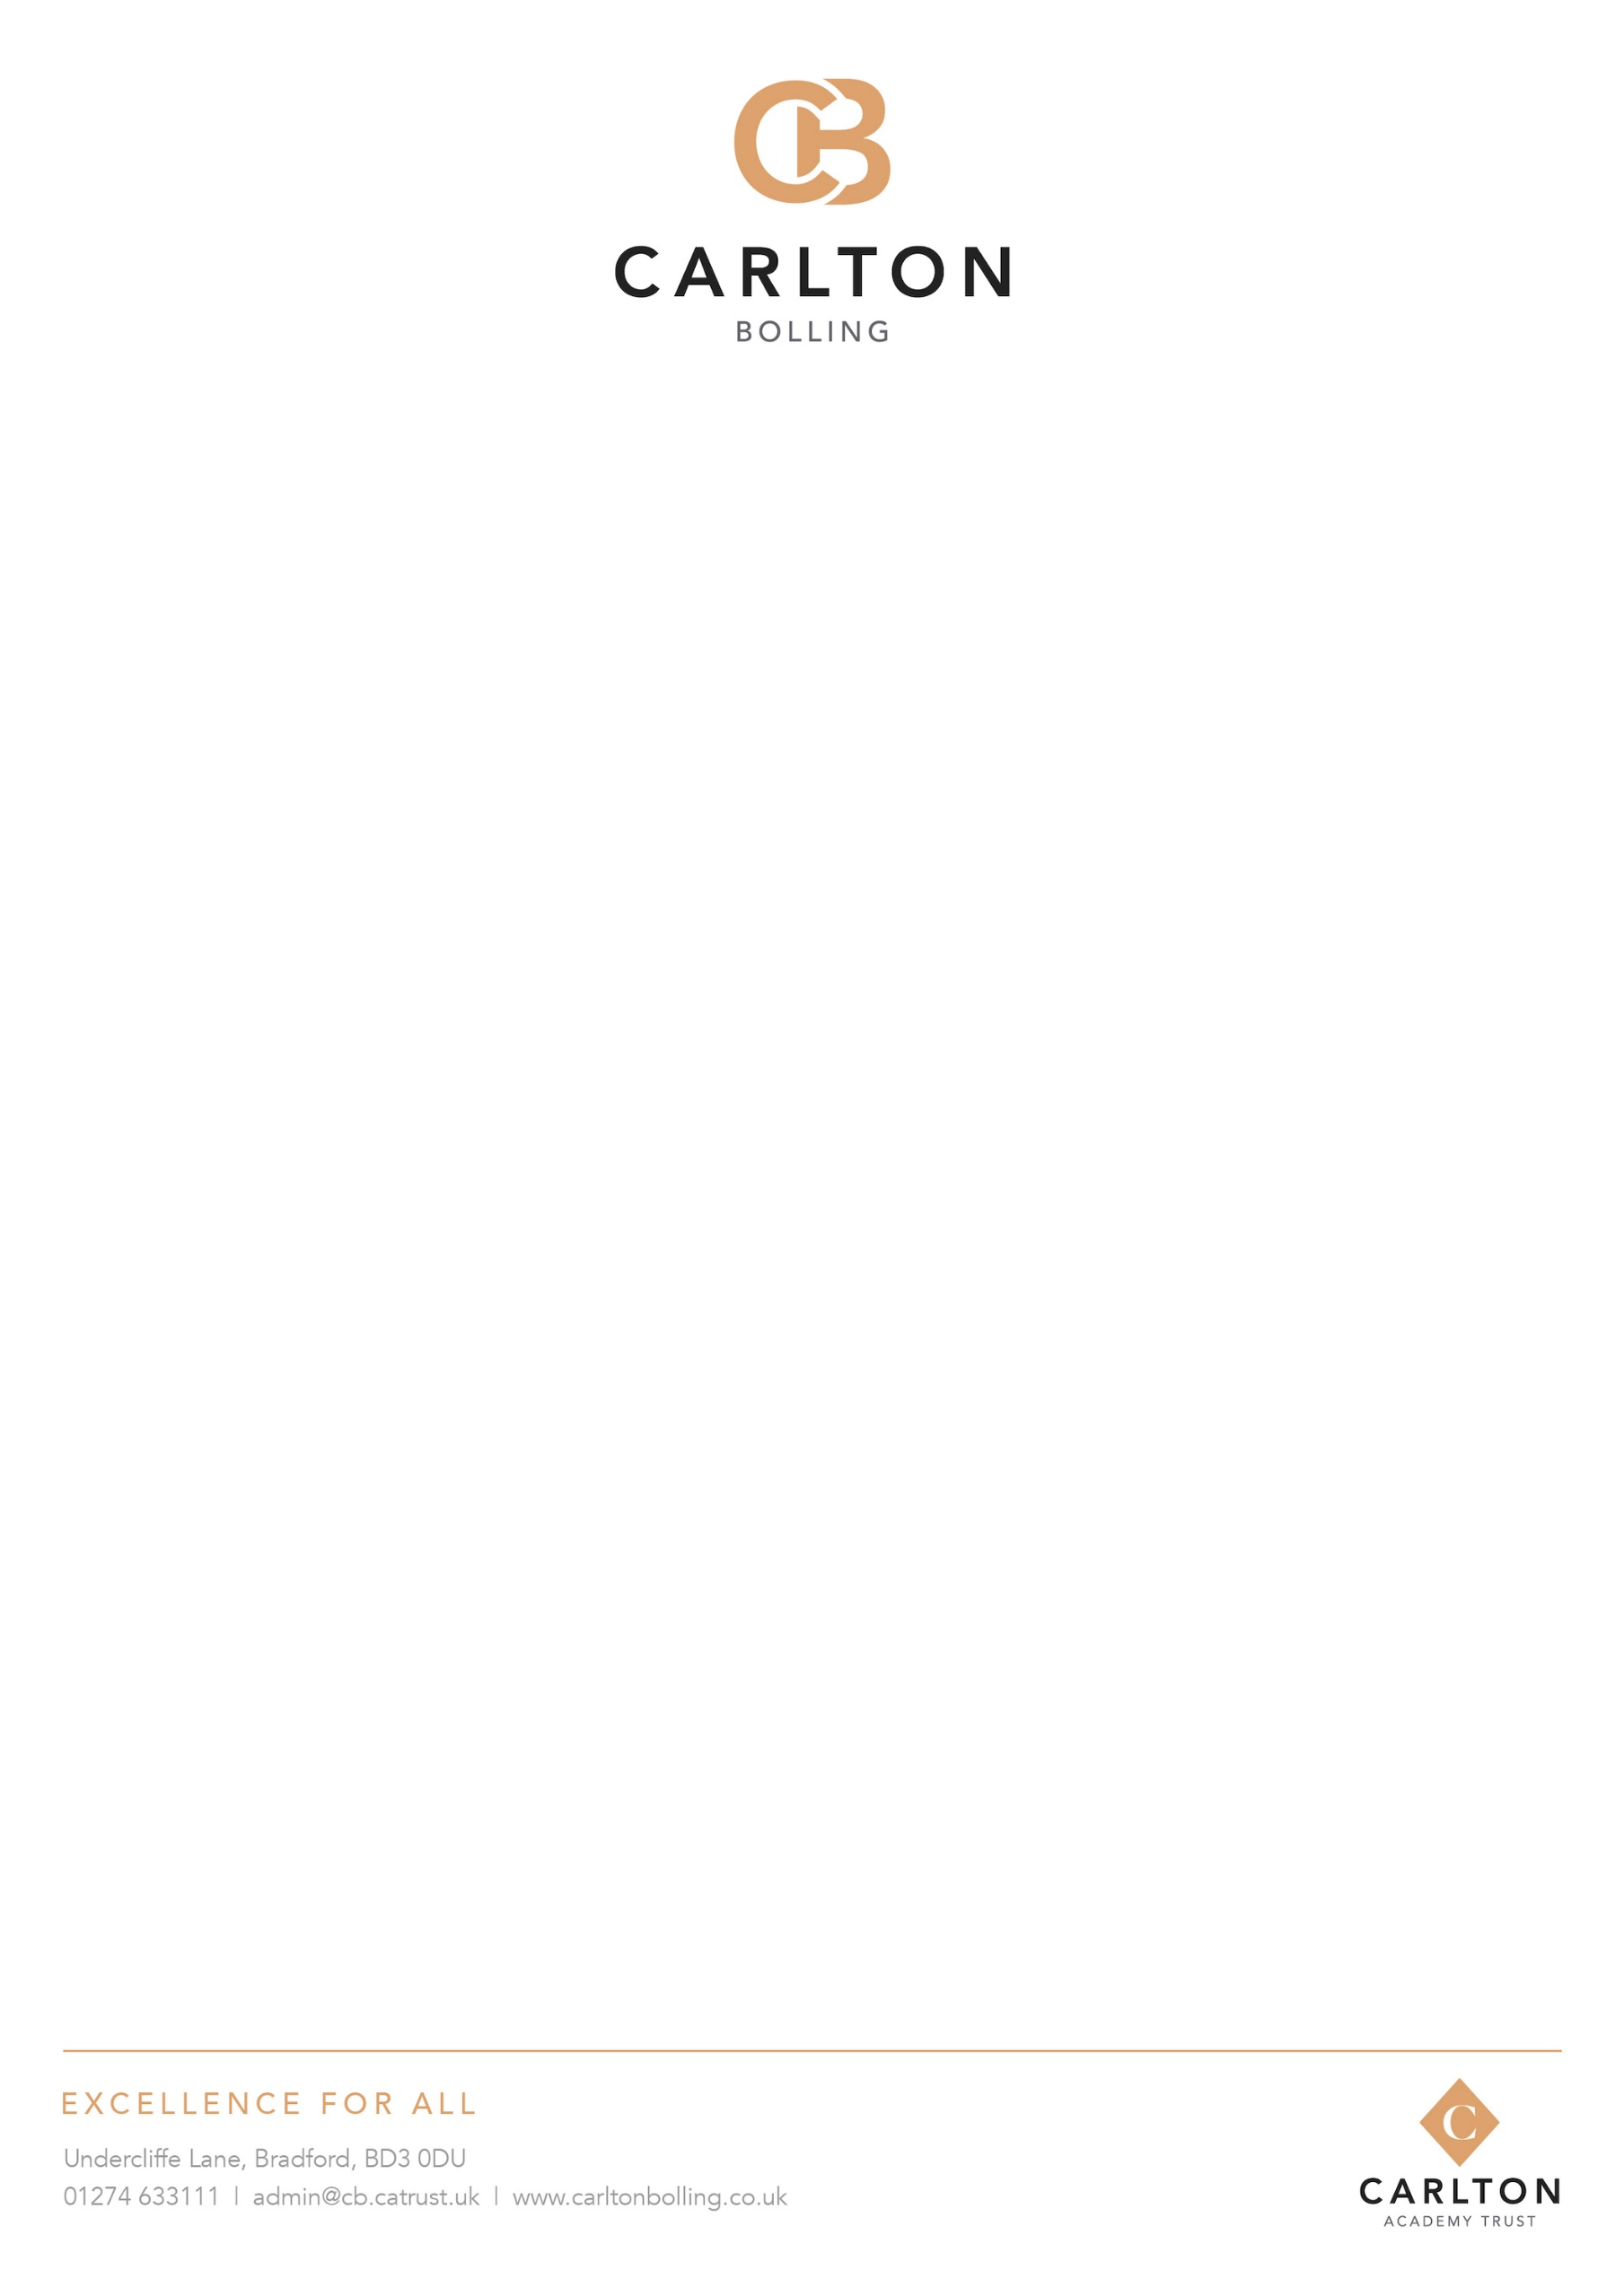 CB
CARLTON
BOLLING
EXCELLENCE FOR ALL
Undercliffe Lane, Bradford, BD3 0DU
01274 633111 | admin@cb.catrust.uk | www.carltonbolling.co.uk
C
CARLTON
ACADEMY TRUST